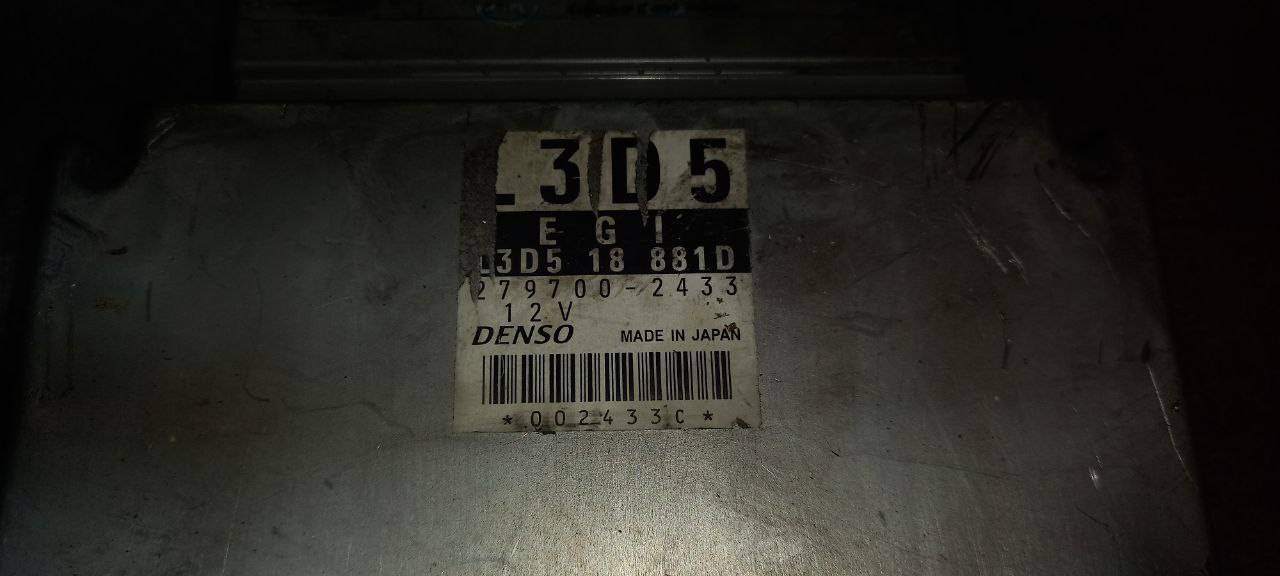 L3D5
EGI
L3D5 18 881D
279700-2433
12V
DENSO MADE IN JAPAN
*002433C*